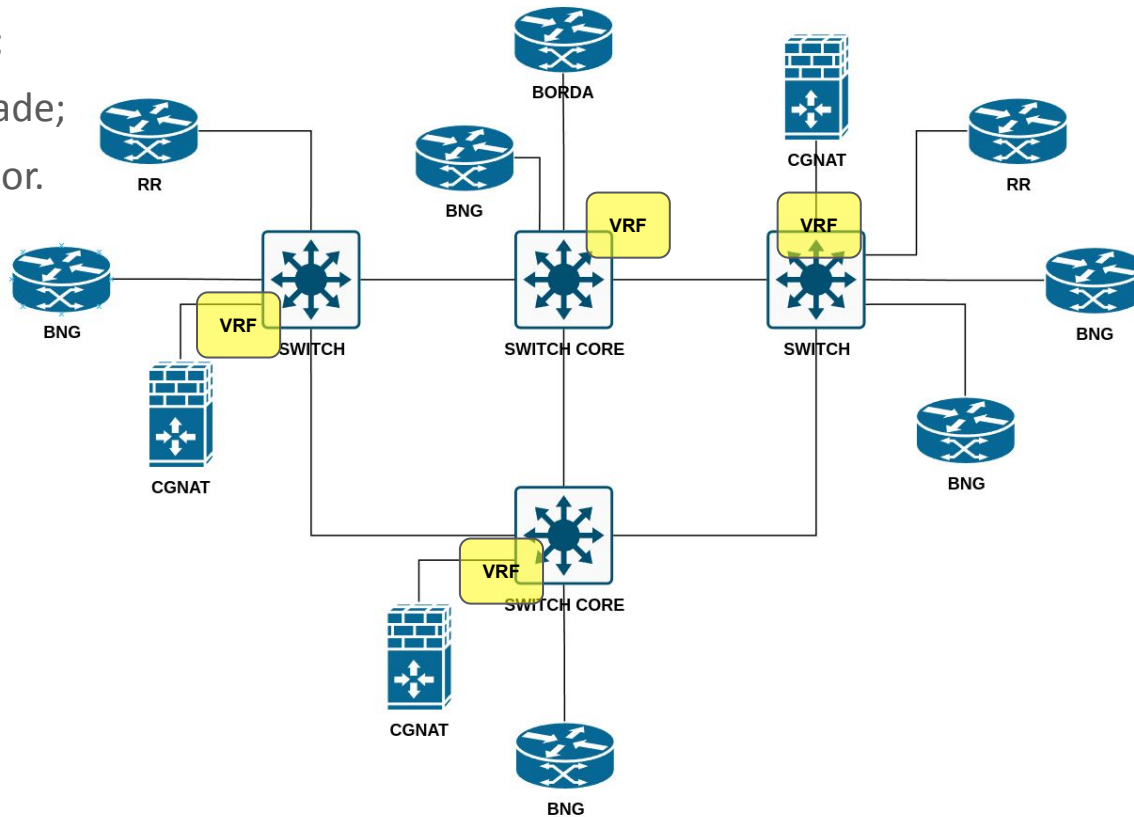 ade;
or.
BORDA
CGNAT
RR
RR
BNG
VRF
VRF
BNG
VRF
SWITCH
SWITCH CORE
SWITCH
BNG
CGNAT
BNG
VRF
SWITCH CORE
CGNAT
BNG